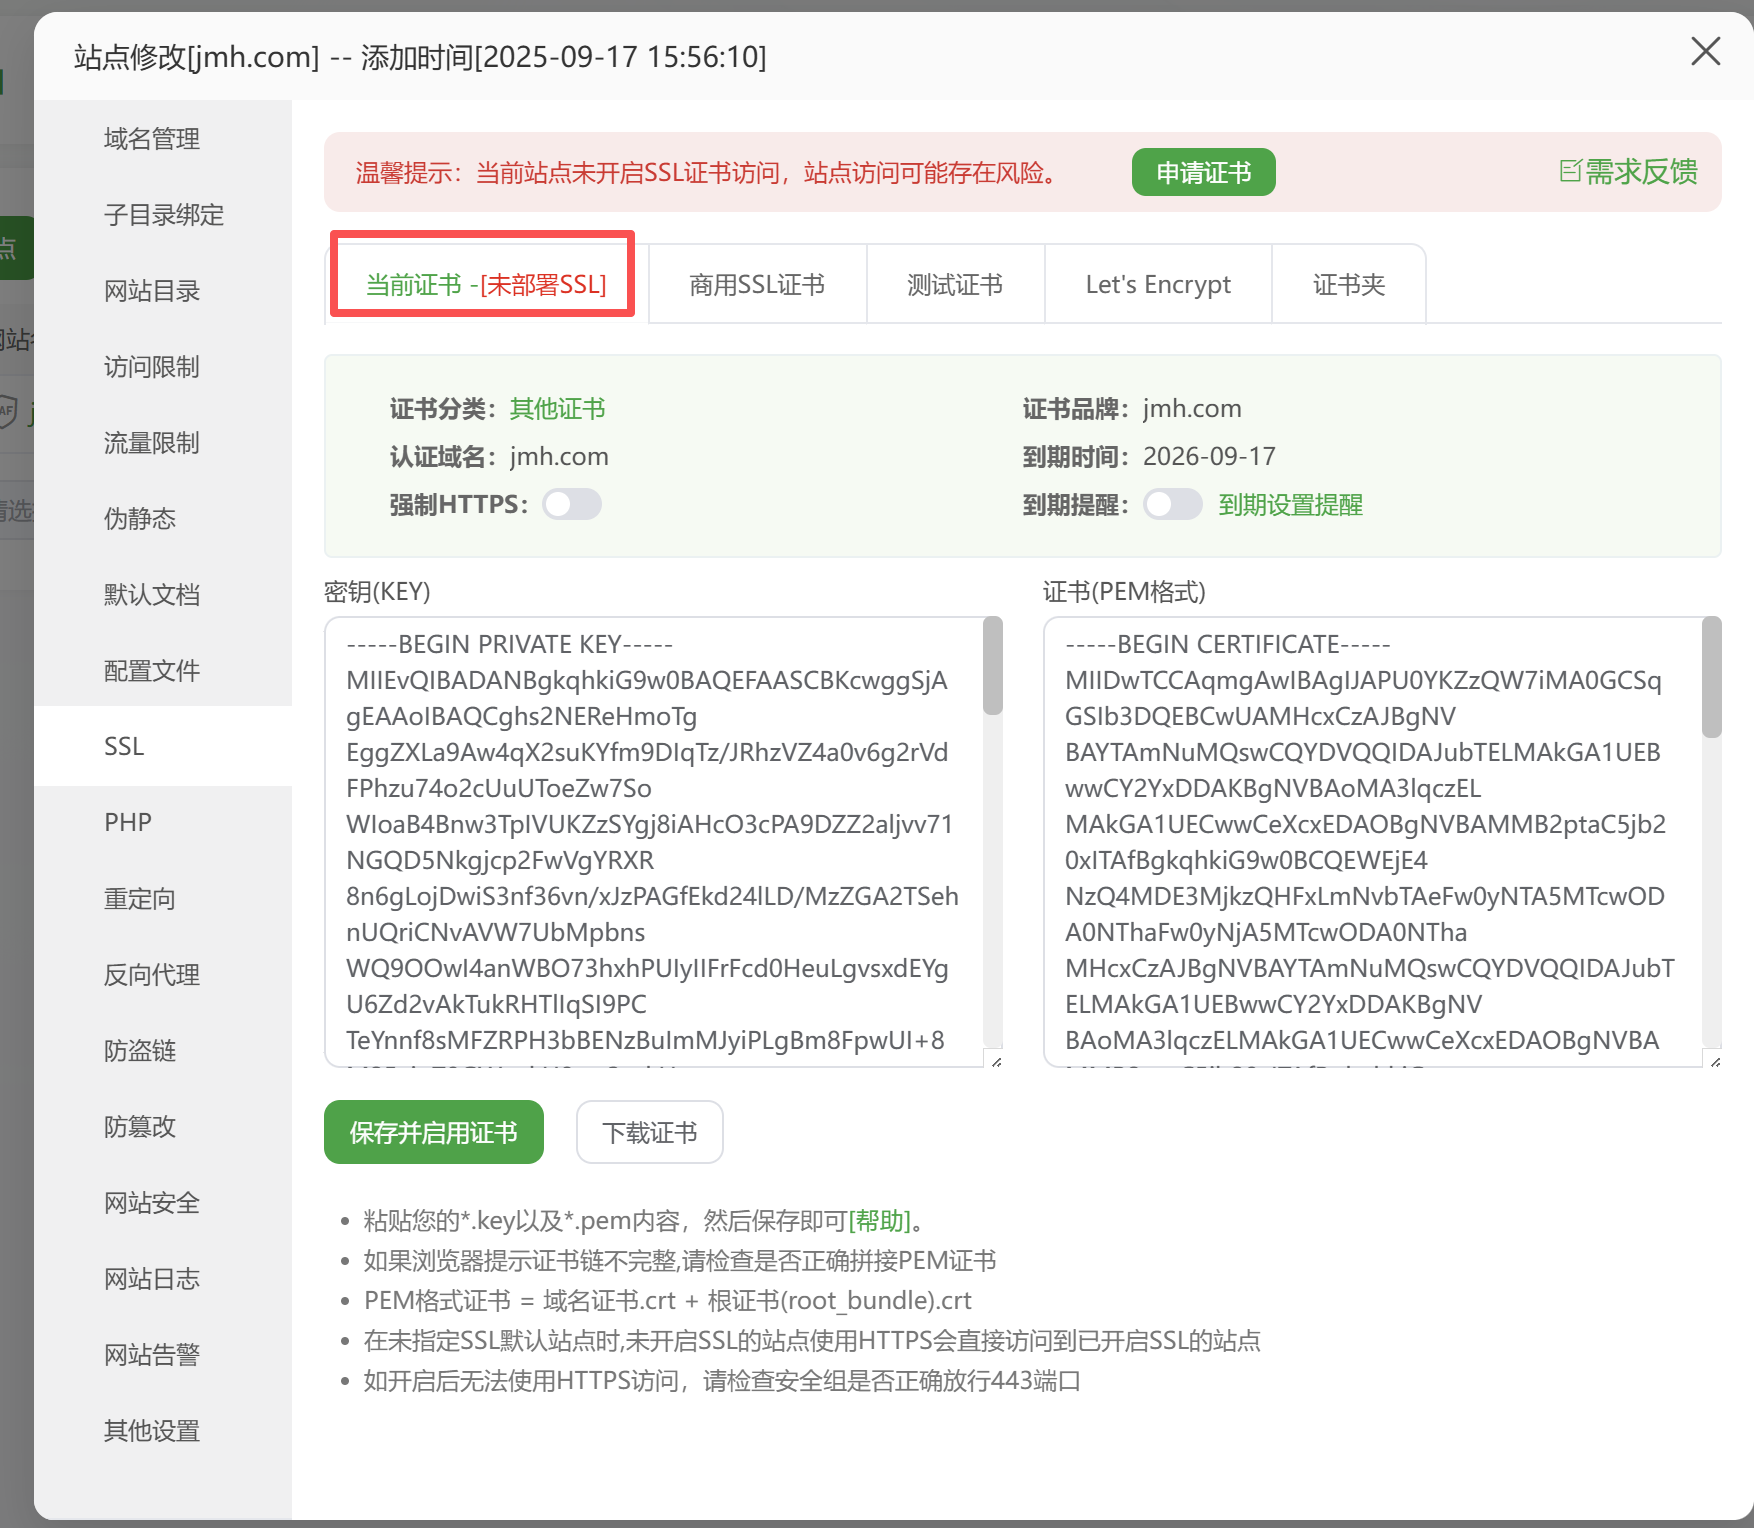 站点修改[jmh.com] -- 添加时间[2025-09-17 15:56:10]
域名管理
子目录绑定
网站目录
访问限制
流量限制
伪静态
默认文档
配置文件
SSL
PHP
重定向
反向代理
防盗链
防篡改
网站安全
网站日志
网站告警
其他设置
温馨提示：当前站点未开启SSL证书访问，站点访问可能存在风险。 申请证书 需求反馈
当前证书 -[未部署SSL] 商用SSL证书 测试证书 Let's Encrypt 证书夹
证书分类：其他证书 证书品牌：jmh.com
认证域名：jmh.com 到期时间：2026-09-17
强制HTTPS： 到期提醒： 到期设置提醒
密钥(KEY)
-----BEGIN PRIVATE KEY-----
MIIEvQIBADANBgkqhkiG9w0BAQEFAASCBKcwggSjA
gEAAoIBAQCghs2NEReHmoTg
EggZXLa9Aw4qX2suKYfm9DIqTz/JRhzVZ4a0v6g2rVd
FPhzu74o2cUuUToeZw7So
WIoaB4Bnw3TpIVUKZzSYgj8iAHcO3cPA9DZZ2aljvv71
NGQD5Nkgjcp2FwVgYRXR
8n6gLojDwiS3nf36vn/xJzPAGfEkd24lLD/MzZGA2TSeh
nUQriCNvAVW7UbMpbns
WQ9OOwI4anWBO73hxhPUIyIIFrFcd0HeuLgvsxdEYg
U6Zd2vAkTukRHTlIqSI9PC
TeYnnf8sMFZRPH3bBENzBuImMJyiPLgBm8FpwUI+8
证书(PEM格式)
-----BEGIN CERTIFICATE-----
MIIDwTCCAqmgAwIBAgIJAPU0YKZzQW7iMA0GCSq
GSIb3DQEBCwUAMHcxCzAJBgNV
BAYTAmNuMQswCQYDVQQIDAJubTELMAkGA1UEB
wwCY2YxDDAKBgNVBAoMA3lqczEL
MAkGA1UECwwCeXcxEDAOBgNVBAMMB2ptaC5jb2
0xITAfBgkqhkiG9w0BCQEWEjE4
NzQ4MDE3MjkzQHFxLmNvbTAeFw0yNTA5MTcwOD
A0NThaFw0yNjA5MTcwODA0NTha
MHcxCzAJBgNVBAYTAmNuMQswCQYDVQQIDAJubT
ELMAkGA1UEBwwCY2YxDDAKBgNV
BAoMA3lqczELMAkGA1UECwwCeXcxEDAOBgNVBA
保存并启用证书 下载证书
粘贴您的*.key以及*.pem内容，然后保存即可[帮助]。
如果浏览器提示证书链不完整,请检查是否正确拼接PEM证书
PEM格式证书 = 域名证书.crt + 根证书(root_bundle).crt
在未指定SSL默认站点时,未开启SSL的站点使用HTTPS会直接访问到已开启SSL的站点
如开启后无法使用HTTPS访问，请检查安全组是否正确放行443端口